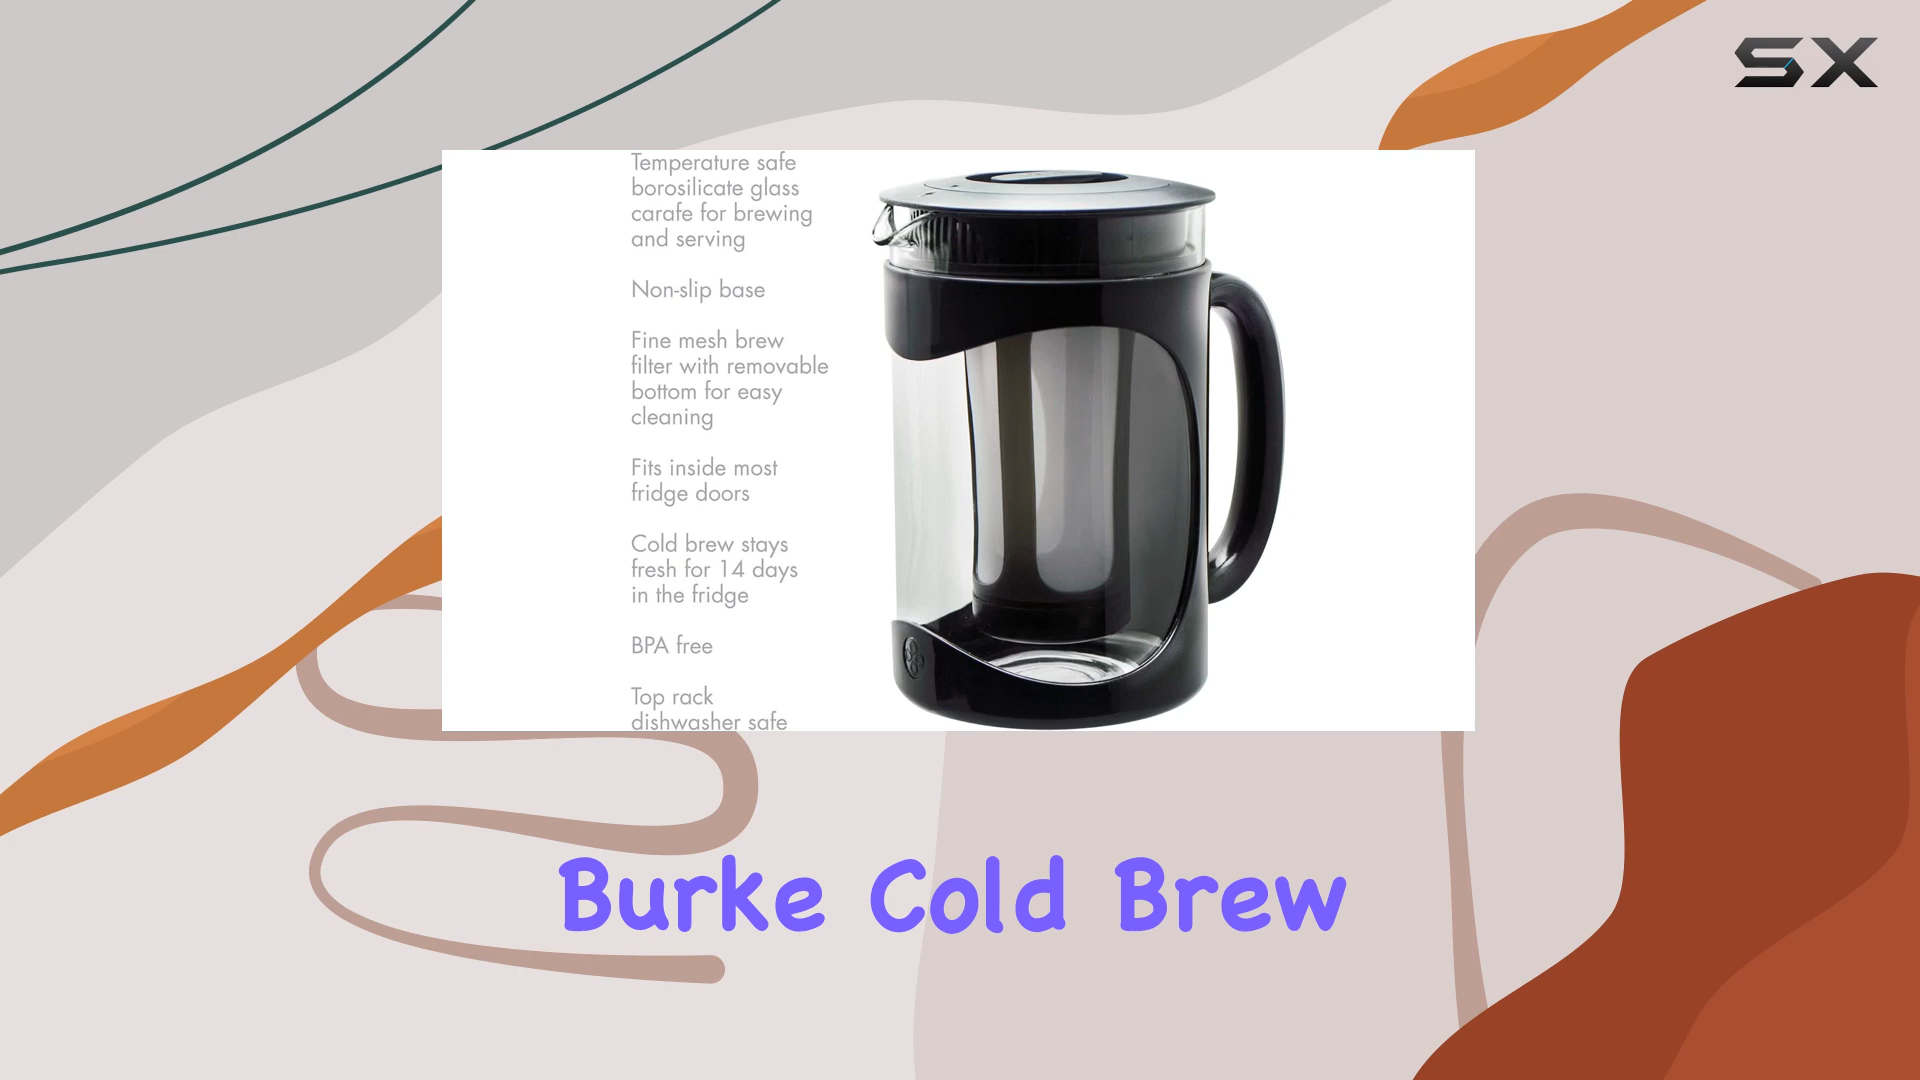 SX
Temperature safe
borosilicate glass
carafe for brewing
and serving
Non-slip base
Fine mesh brew
filter with removable
bottom for easy
cleaning
Fits inside most
fridge doors
Cold brew stays
fresh for 14 days
in the fridge
BPA free
Top rack
dishwasher safe
Burke Cold Brew